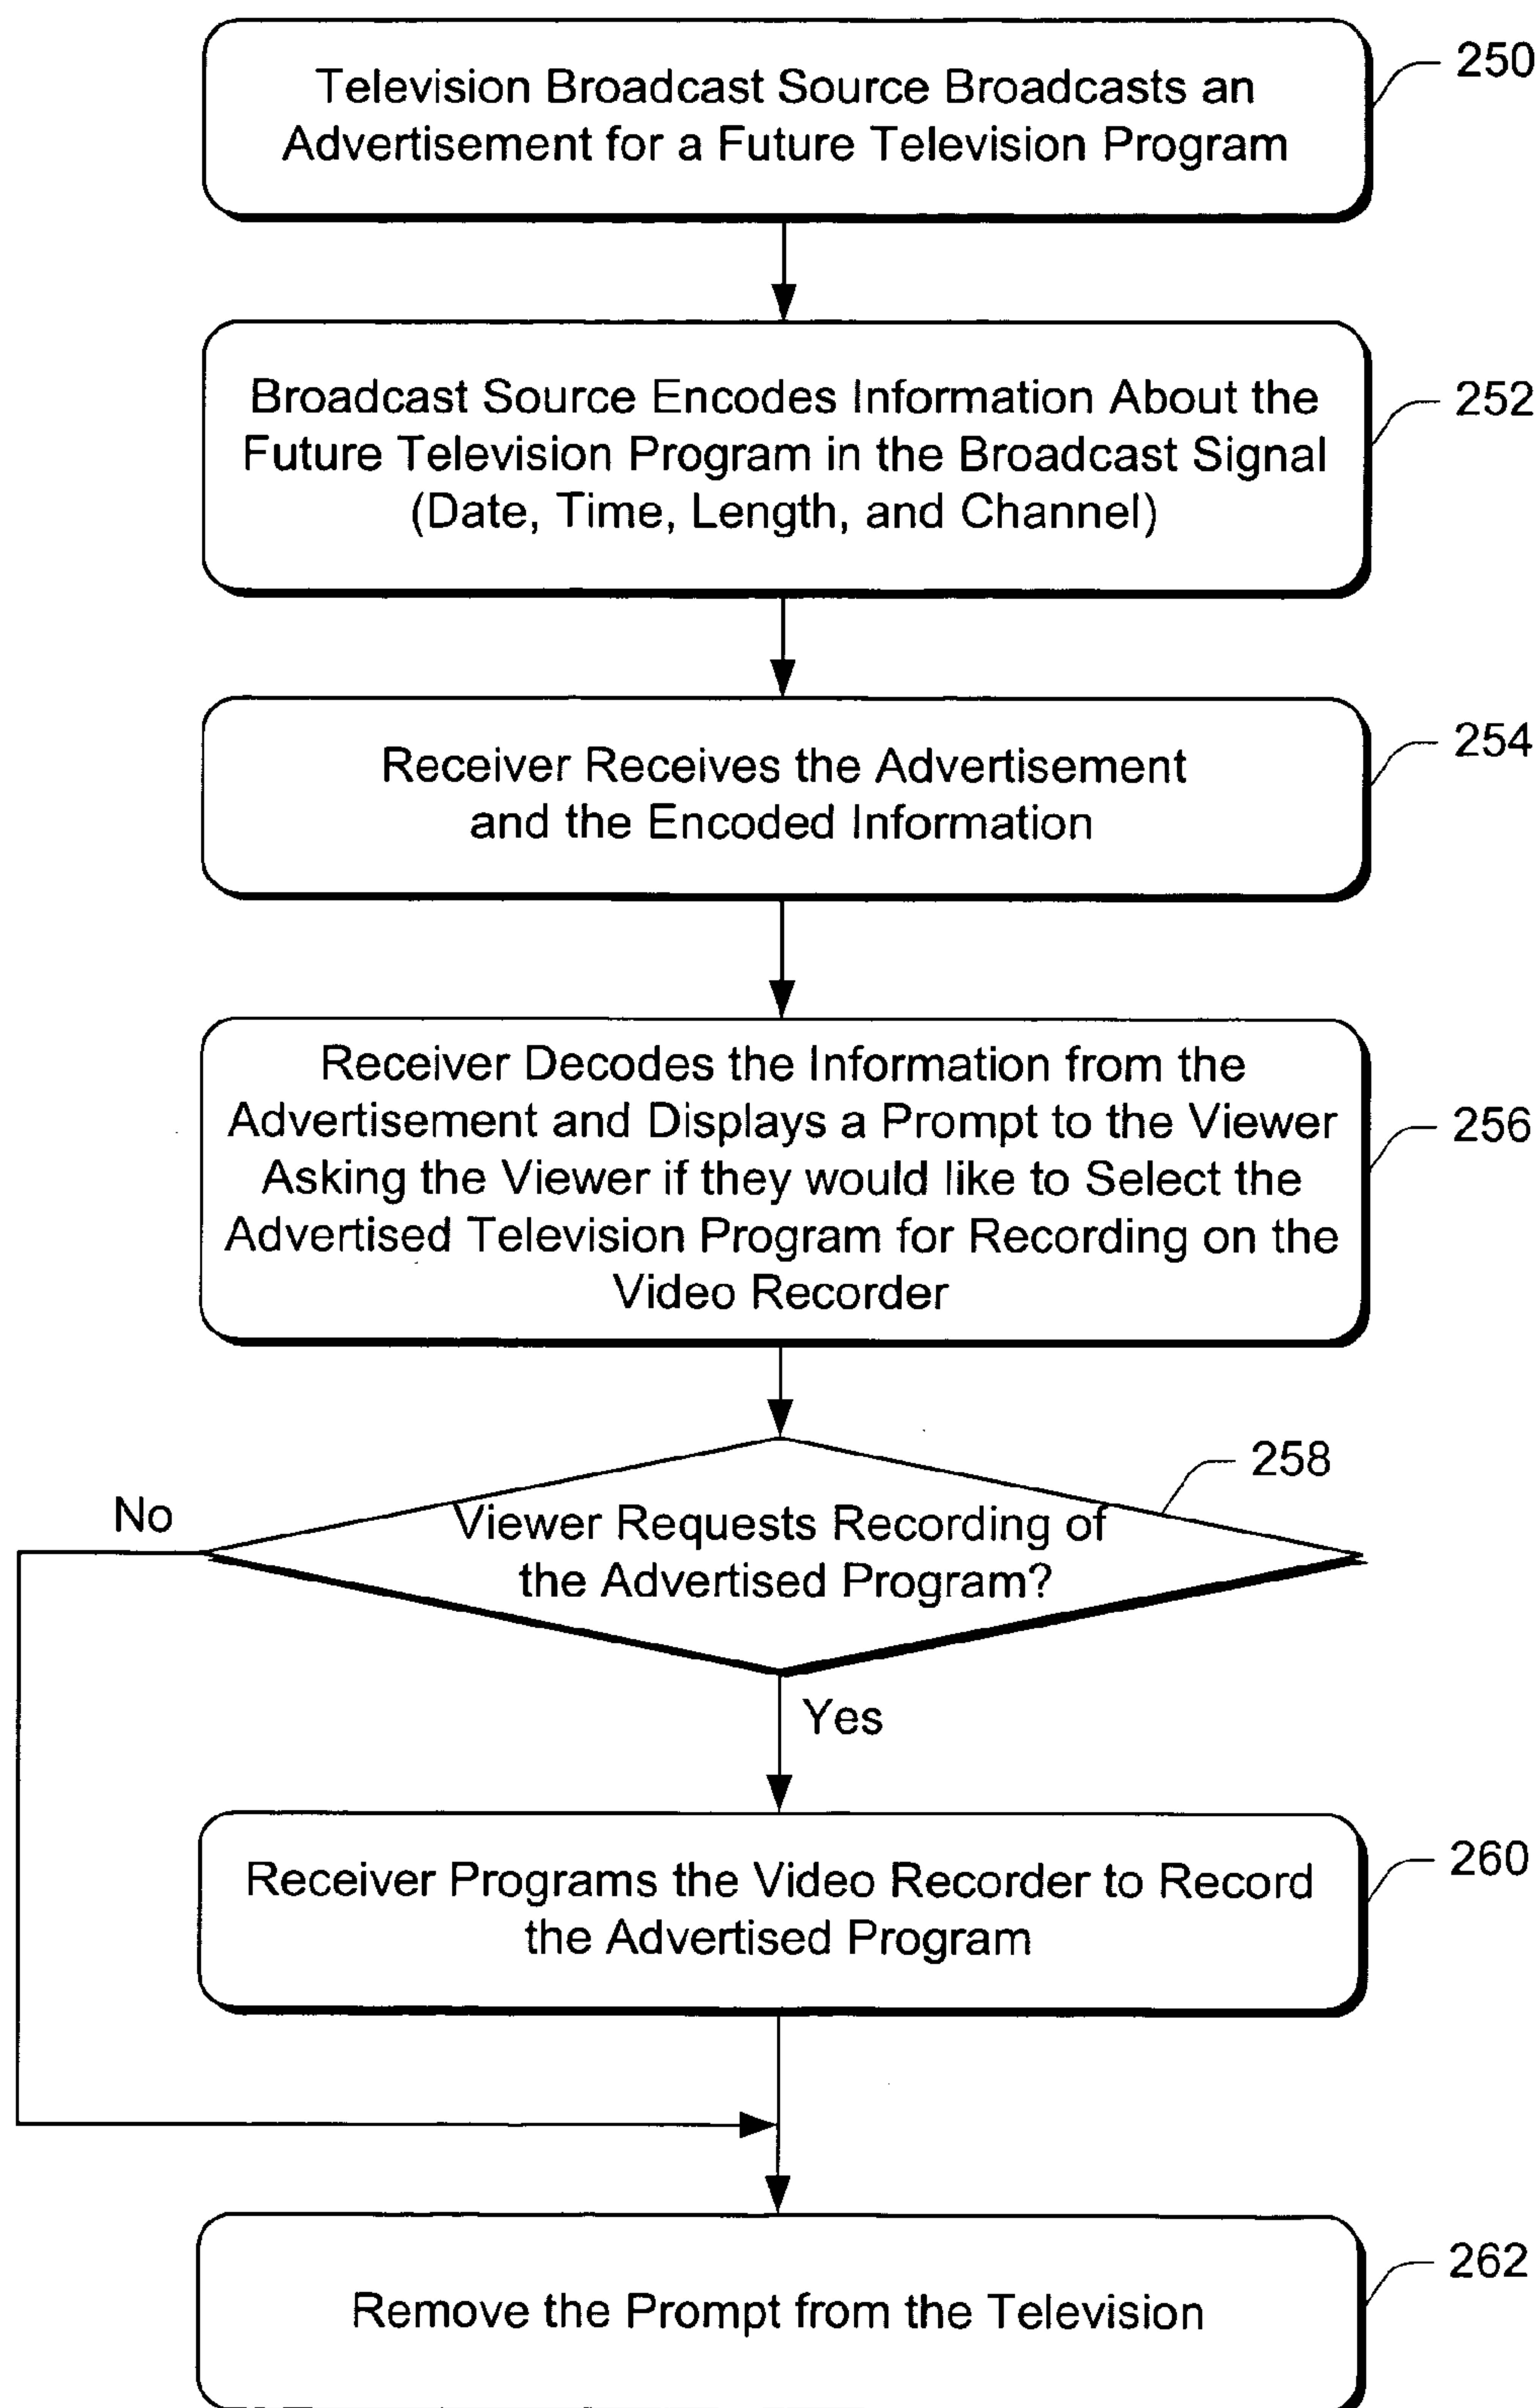 Television Broadcast Source Broadcasts an
Advertisement for a Future Television Program
250
Broadcast Source Encodes Information About the
Future Television Program in the Broadcast Signal
(Date, Time, Length, and Channel)
252
Receiver Receives the Advertisement
and the Encoded Information
254
Receiver Decodes the Information from the
Advertisement and Displays a Prompt to the Viewer
Asking the Viewer if they would like to Select the
Advertised Television Program for Recording on the
Video Recorder
256
258
No
Viewer Requests Recording of
the Advertised Program?
Yes
Receiver Programs the Video Recorder to Record
the Advertised Program
260
Remove the Prompt from the Television
262